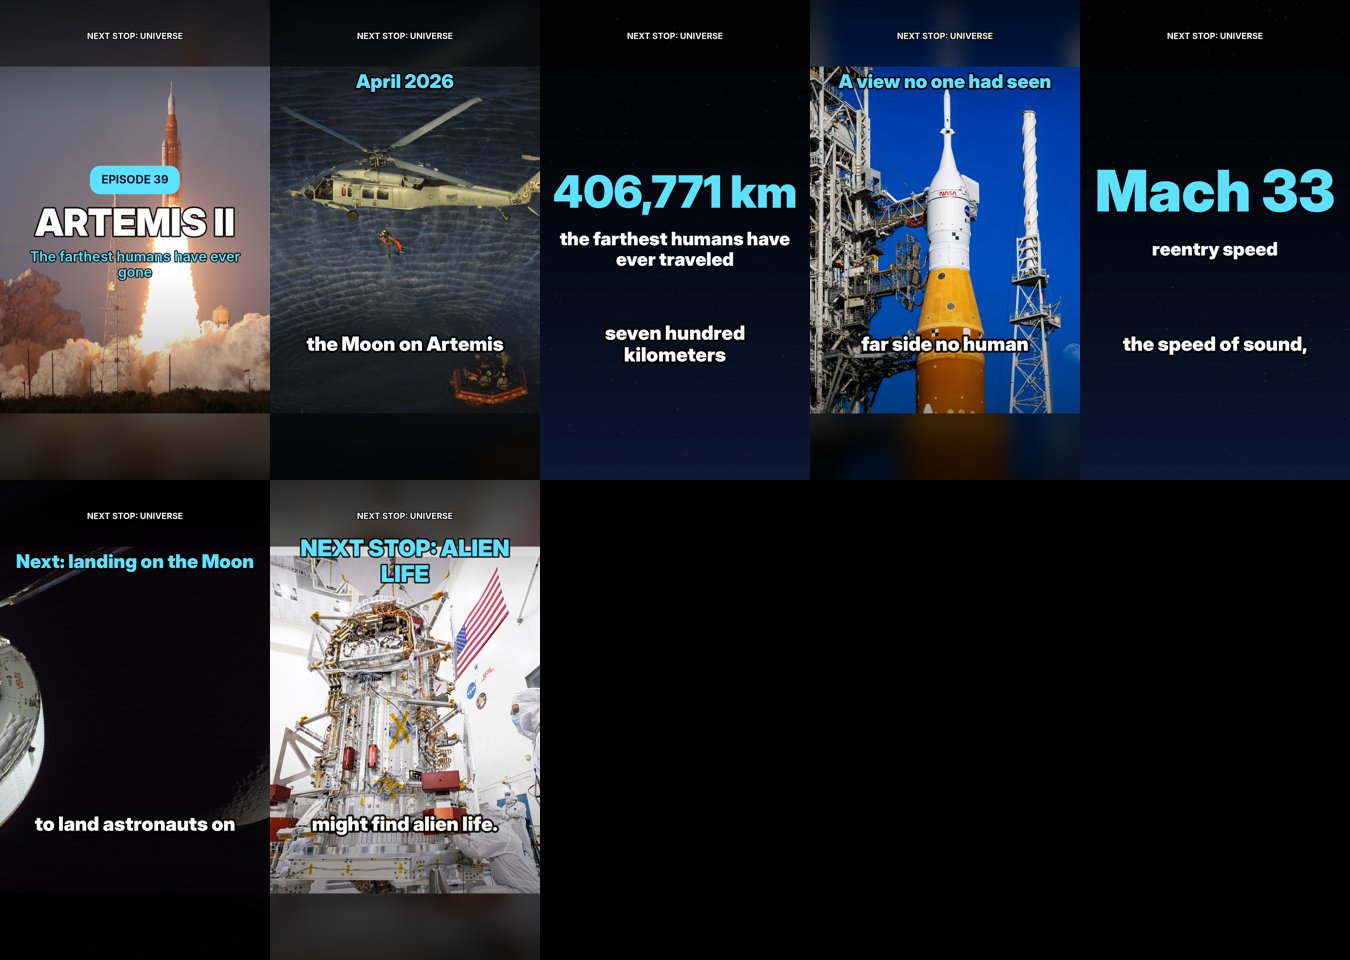 NEXT STOP: UNIVERSE
EPISODE 39
ARTEMIS II
The farthest humans have ever
gone
NEXT STOP: UNIVERSE
April 2026
the Moon on Artemis
NEXT STOP: UNIVERSE
406,771 km
the farthest humans have
ever traveled
seven hundred
kilometers
NEXT STOP: UNIVERSE
A view no one had seen
NASA
far side no human
NEXT STOP: UNIVERSE
Mach 33
reentry speed
the speed of sound,
NEXT STOP: UNIVERSE
Next: landing on the Moon
NASA
to land astronauts on
NEXT STOP: UNIVERSE
NEXT STOP: ALIEN
LIFE
JPL
might find alien life.